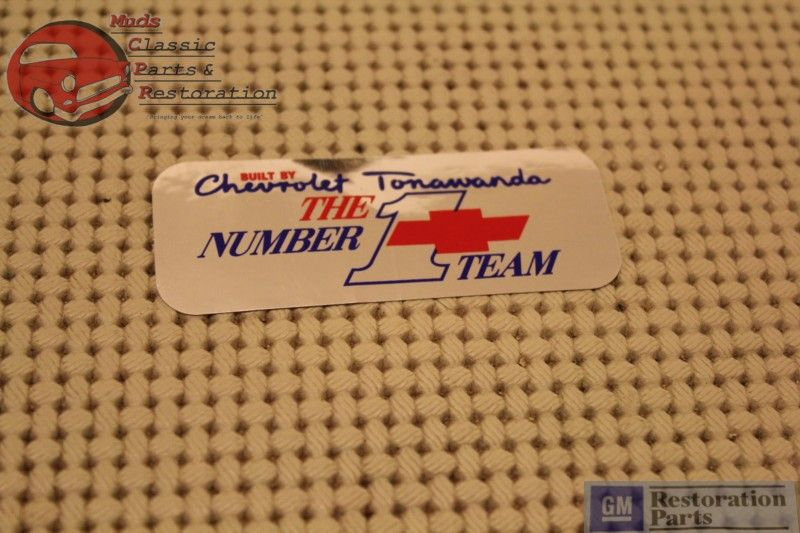 Muds
Classic
Parts &
Restoration
"Bringing your dream back to life"
BUILT BY
Chevrolet Tonawanda
THE
NUMBER 1
TEAM
GM Restoration
Parts